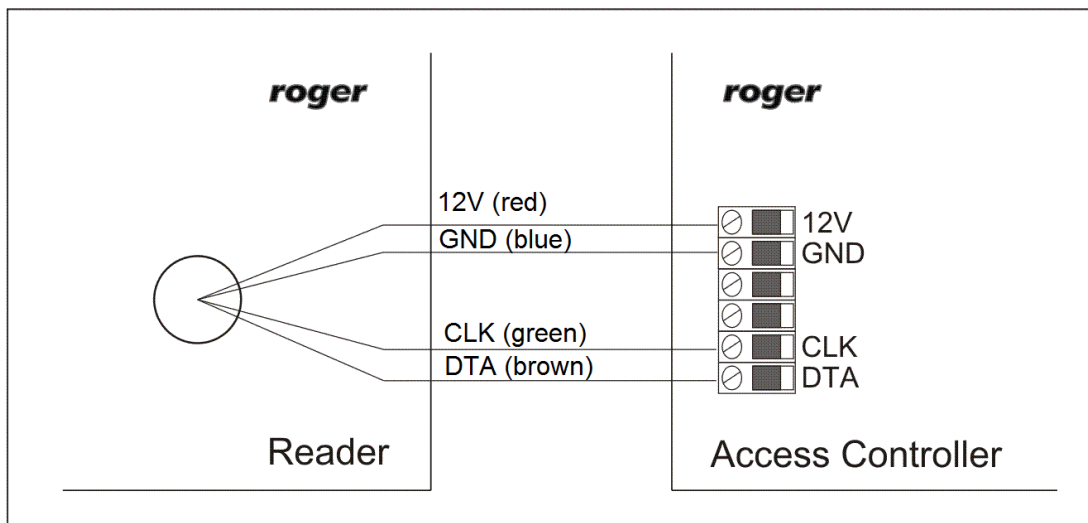 roger
roger
12V (red)
12V
GND (blue)
GND
CLK (green)
CLK
DTA (brown)
DTA
Reader
Access Controller